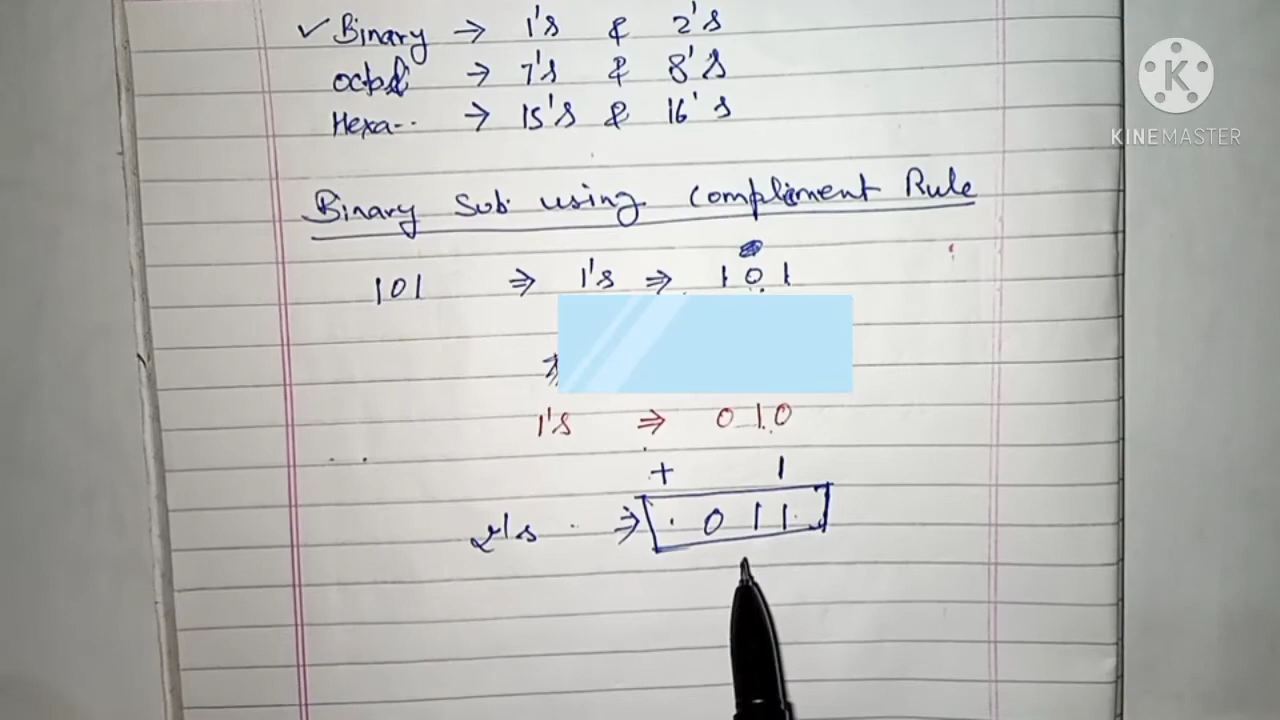 ✓ Binary → 1's & 2's
octal → 7's & 8's
Hexa-- → 15's & 16's
KINEMASTER
Binary Sub using Compliment Rule
101 ⇒ 1's ⇒ 101
1's ⇒ 010
+ 1
2's ⇒ 011